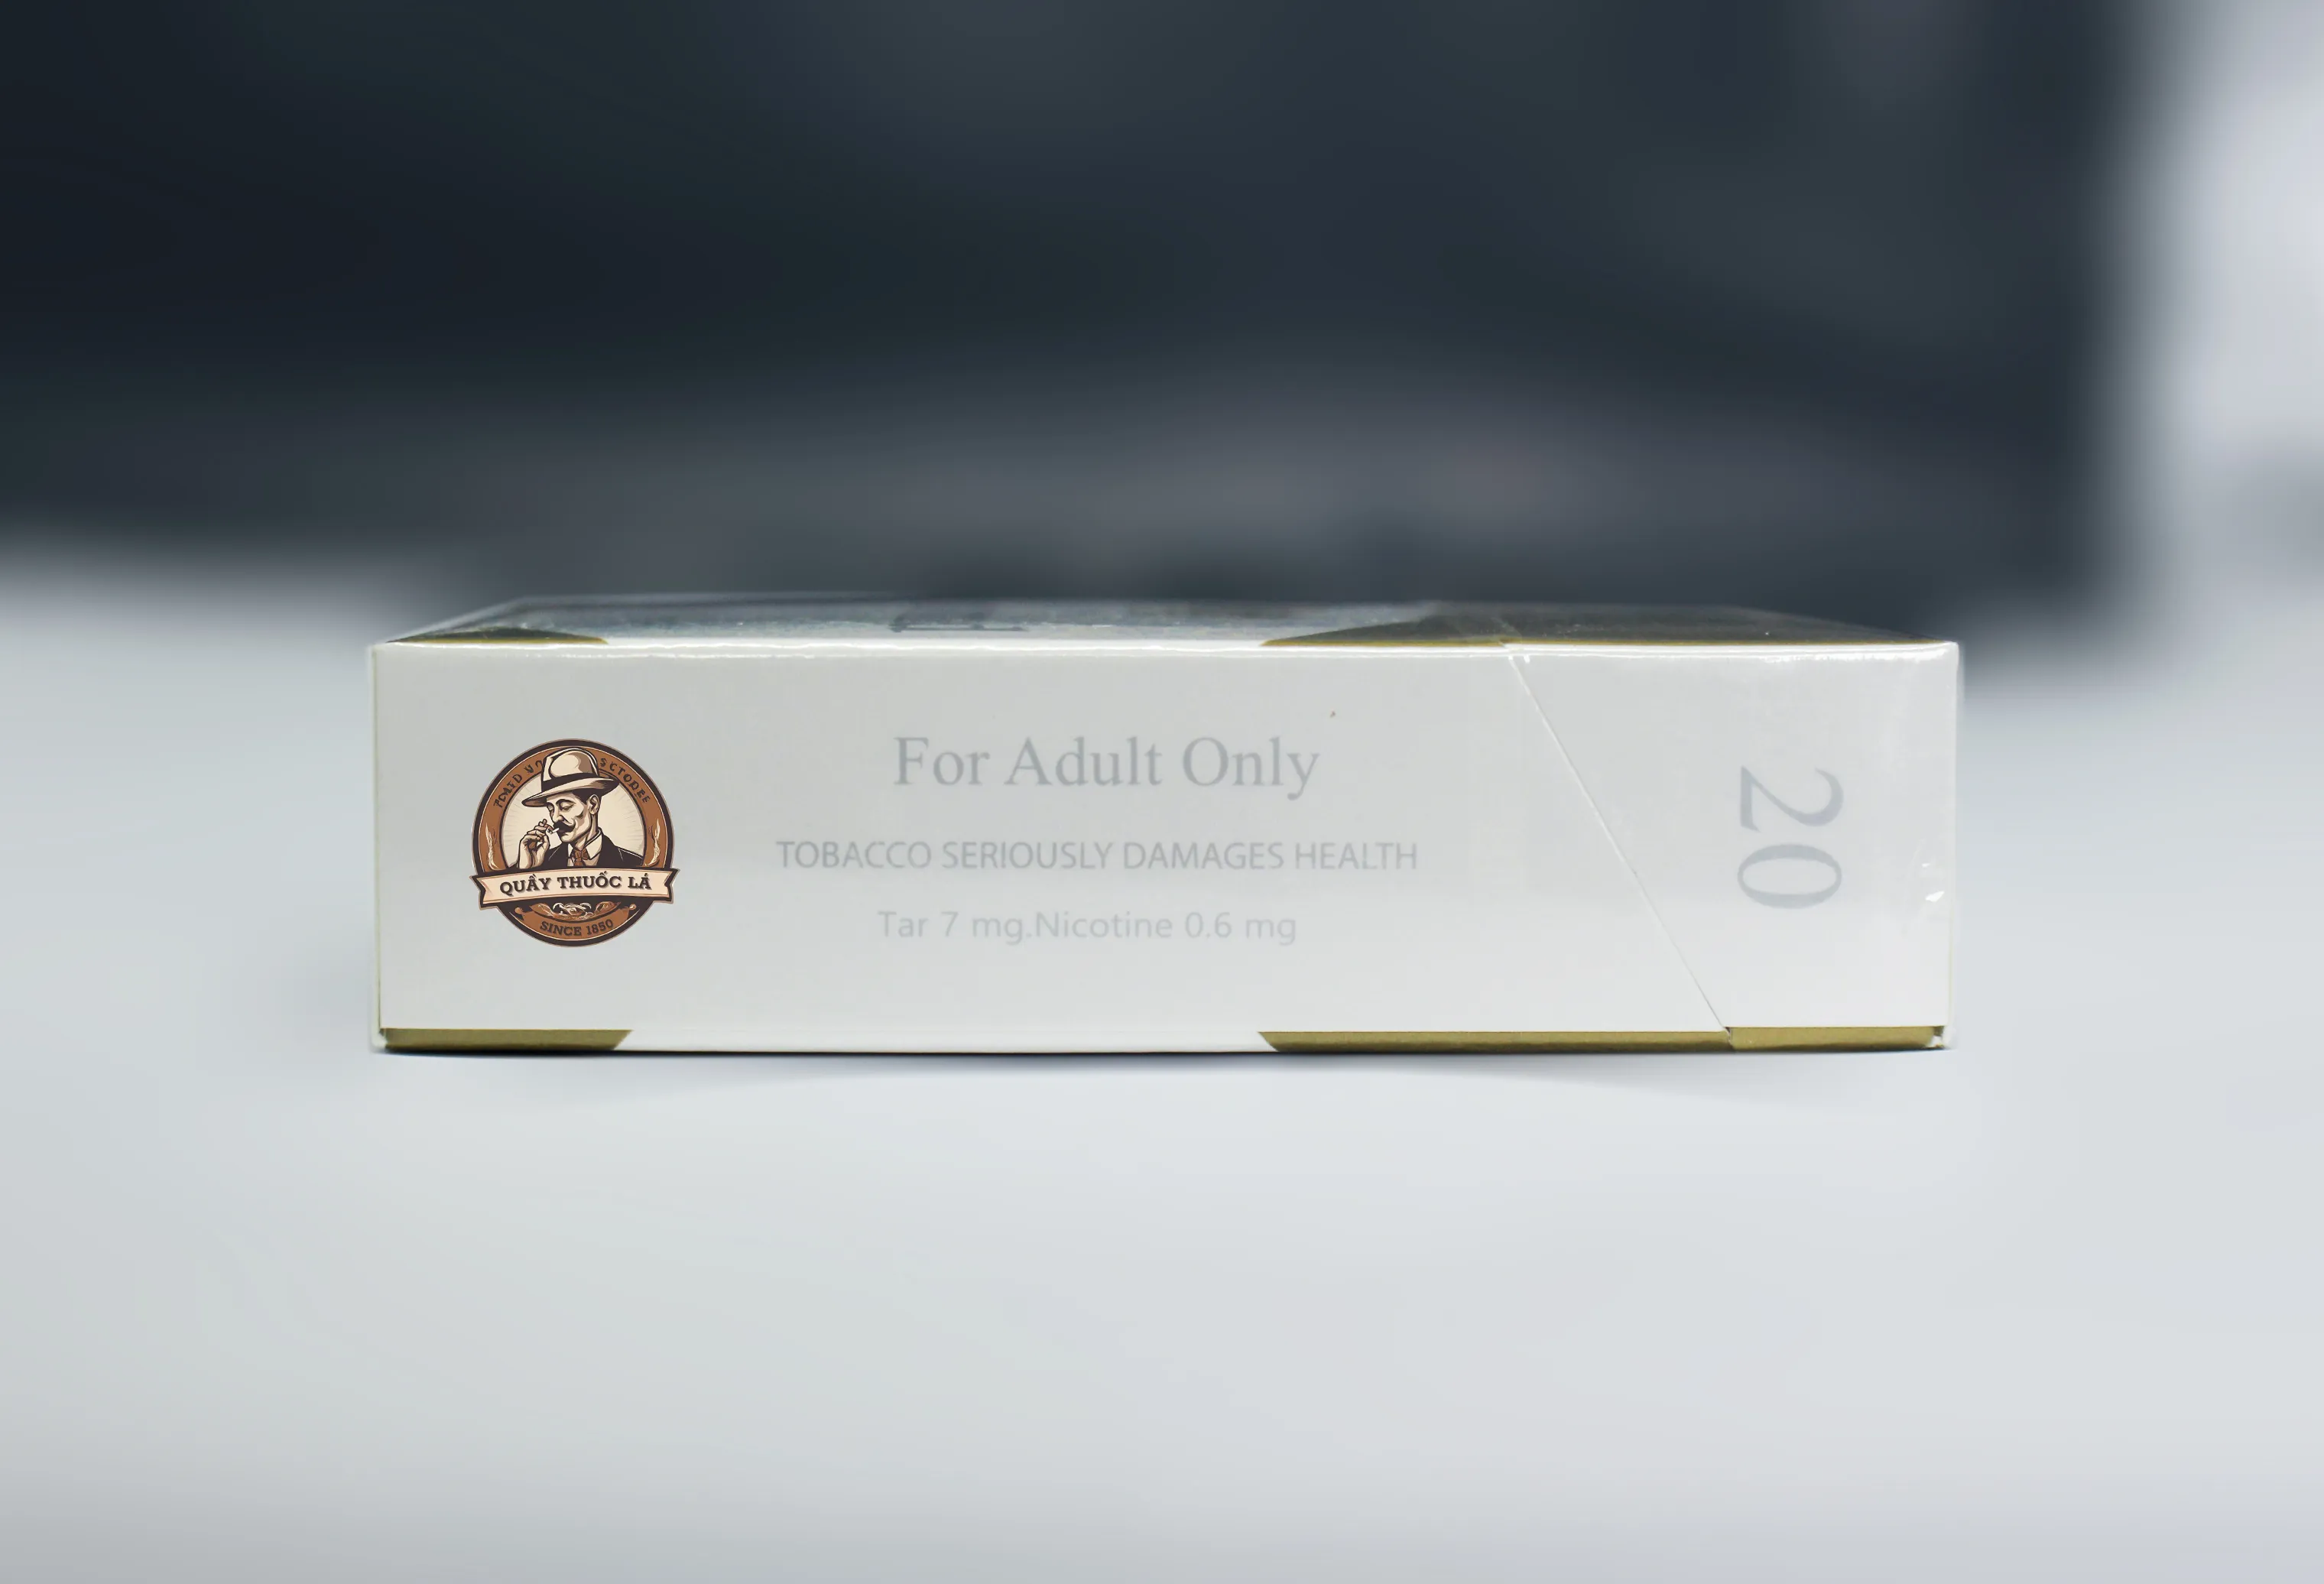 QUẦY THUỐC LÁ
SINCE 1850
For Adult Only
TOBACCO SERIOUSLY DAMAGES HEALTH
Tar 7 mg.Nicotine 0.6 mg
20